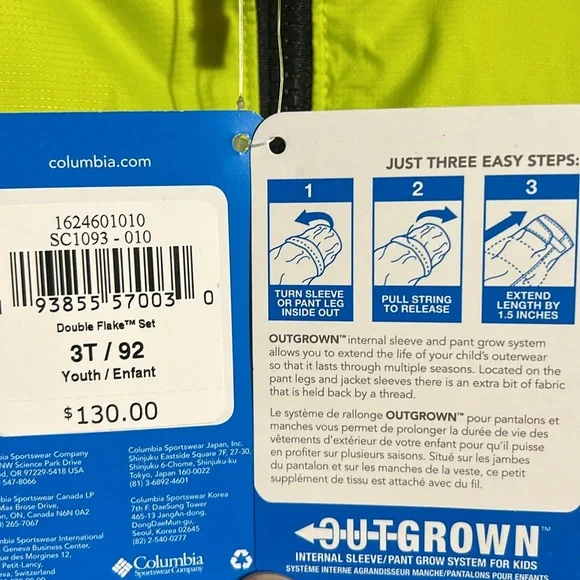 columbia.com
1624601010
SC1093 - 010
93855 57003 0
Double Flake™ Set
3T / 92
Youth / Enfant
$130.00
Columbia Sportswear Company
NW Science Park Drive
OR 97229-5418 USA
547-8066
Sportswear Canada LP
Max Brose Drive,
ON, Canada N6N 0A2
265-7067
Sportswear International
Geneva Business Center,
des Morgines 12,
Petit-Lancy,
Switzerland
Columbia Sportswear Japan, Inc.
Shinjuku Eastside Square 7F, 27-30,
Shinjuku 6-Chome, Shinjuku-ku
Tokyo, Japan 160-0022
(81) 3-6892-4601
Columbia Sportswear Korea
7th F. DaesungDaew
465-13 JangAn-dong,
DongDaeMun-gu,
Seoul, Korea 02645
(82) 2-540-0277
Columbia
Sportswear Company
JUST THREE EASY STEPS:
1
TURN SLEEVE
OR PANT LEG
INSIDE OUT
2
PULL STRING
TO RELEASE
3
EXTEND
LENGTH BY
1.5 INCHES
OUTGROWN™ internal sleeve and pant grow system
allows you to extend the life of your child's outerwear
so that it lasts through multiple seasons. Located on the
pant legs and jacket sleeves there is an extra bit of fabric
that is held back by a thread.
Le système de rallonge OUTGROWN™ pour pantalons et
manches vous permet de prolonger la durée de vie des
vêtements d'extérieur de votre enfant pour qu'il puisse
en profiter sur plusieurs saisons. Situé sur les jambes
du pantalon et sur les manches de la veste, ce petit
supplément de tissu est attaché avec du fil.
OUTGROWN™
INTERNAL SLEEVE/PANT GROW SYSTEM FOR KIDS
SYSTÈME INTERNE AGRANDISSEUR MANCHE/PANTALONS POUR ENFANTS